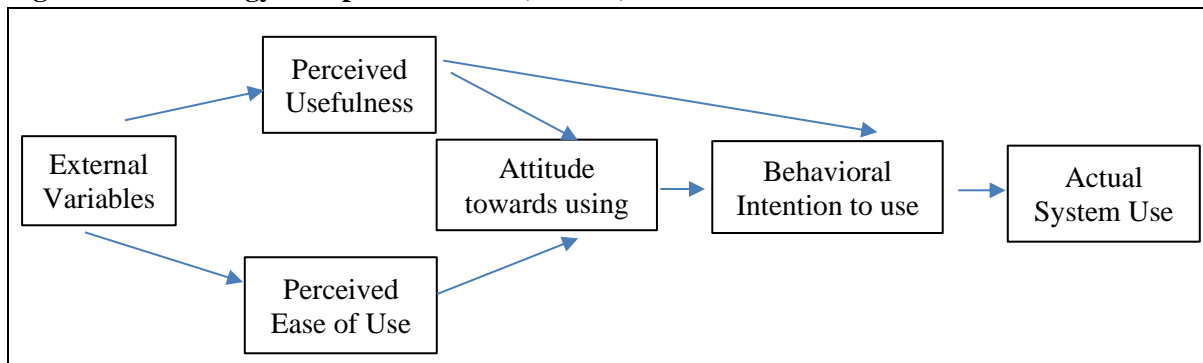 Perceived
Usefulness
External
Variables
Attitude
towards using
Behavioral
Intention to use
Actual
System Use
Perceived
Ease of Use